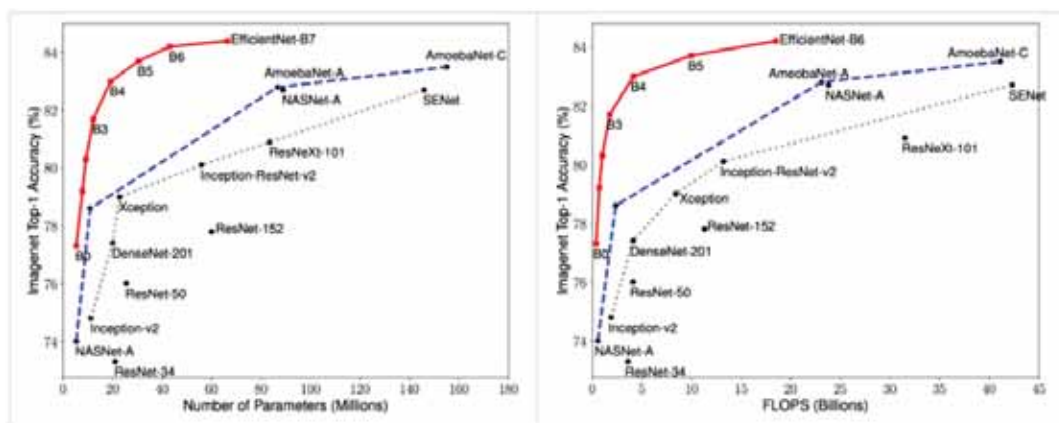 84
82
80
78
76
74
Imagenet Top-1 Accuracy (%)
EfficientNet-B7
B6
B5
B4
B3
B0
AmoebaNet-C
AmoebaNet-A
NASNet-A
SENet
ResNeXt-101
Inception-ResNet-v2
Xception
ResNet-152
DenseNet-201
ResNet-50
Inception-v2
NASNet-A
ResNet-34
0 20 40 60 80 100 120 140 160 180
Number of Parameters (Millions)
84
82
80
78
76
74
Imagenet Top-1 Accuracy (%)
EfficientNet-B6
B5
B4
B3
B0
AmoebaNet-C
AmeobaNet-A
NASNet-A
SENet
ResNeXt-101
Inception-ResNet-v2
Xception
ResNet-152
DenseNet-201
ResNet-50
Inception-v2
NASNet-A
ResNet-34
0 5 10 15 20 25 30 35 40
FLOPS (Billions)